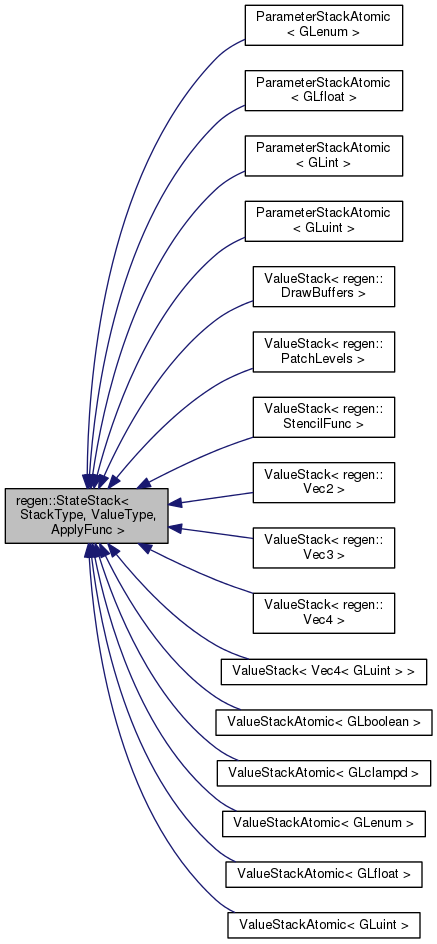 ParameterStackAtomic
< GLenum >
ParameterStackAtomic
< GLfloat >
ParameterStackAtomic
< GLint >
ParameterStackAtomic
< GLuint >
ValueStack< regen::
DrawBuffers >
ValueStack< regen::
PatchLevels >
ValueStack< regen::
StencilFunc >
ValueStack< regen::
Vec2 >
regen::StateStack<
StackType, ValueType,
ApplyFunc >
ValueStack< regen::
Vec3 >
ValueStack< regen::
Vec4 >
ValueStack< Vec4< GLuint > >
ValueStackAtomic< GLboolean >
ValueStackAtomic< GLclampd >
ValueStackAtomic< GLenum >
ValueStackAtomic< GLfloat >
ValueStackAtomic< GLuint >